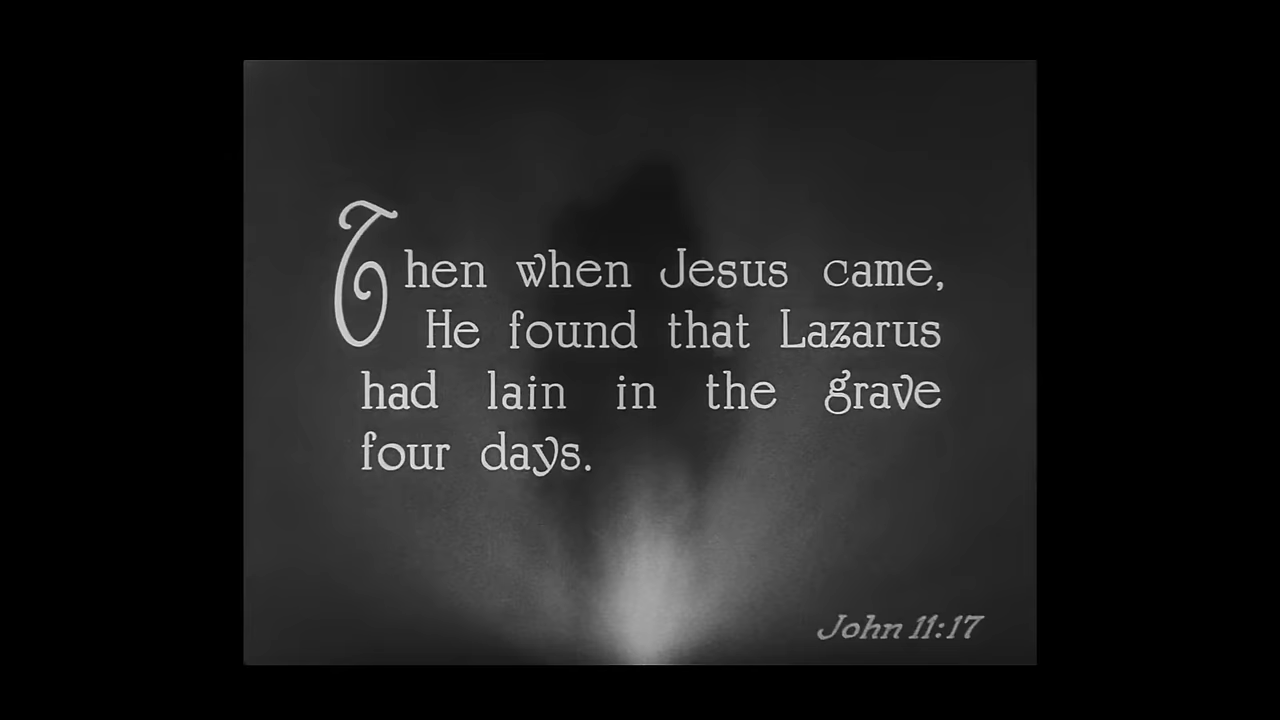 Then when Jesus came,
He found that Lazarus
had lain in the grave
four days.
John 11:17